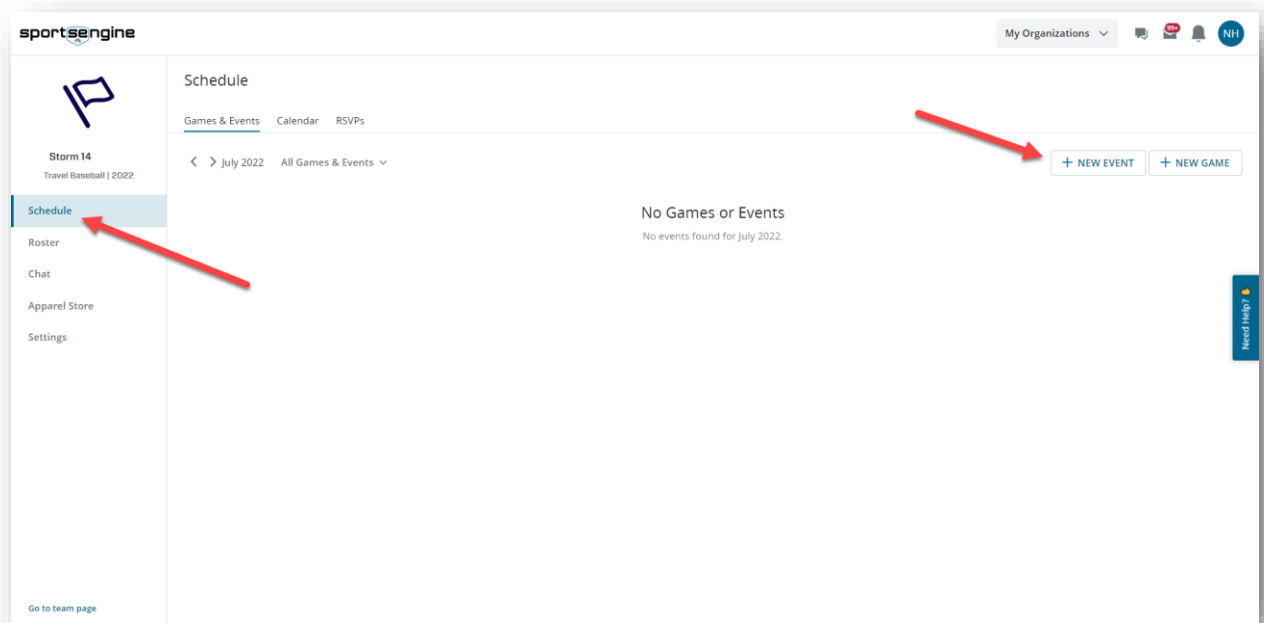 sportsengine
My Organizations
99+
NH
Storm 14
Travel Baseball | 2022
Schedule
Roster
Chat
Apparel Store
Settings
Go to team page
Schedule
Games & Events Calendar RSVPs
July 2022 All Games & Events
+ NEW EVENT + NEW GAME
No Games or Events
No events found for July 2022.
Need Help?